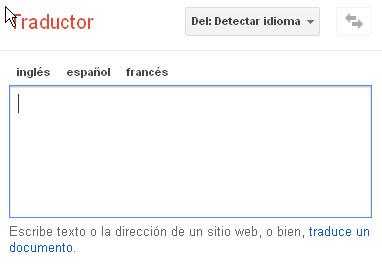 Traductor
Del: Detectar idioma
inglés español francés
Escribe texto o la dirección de un sitio web, o bien, traduce un
documento.